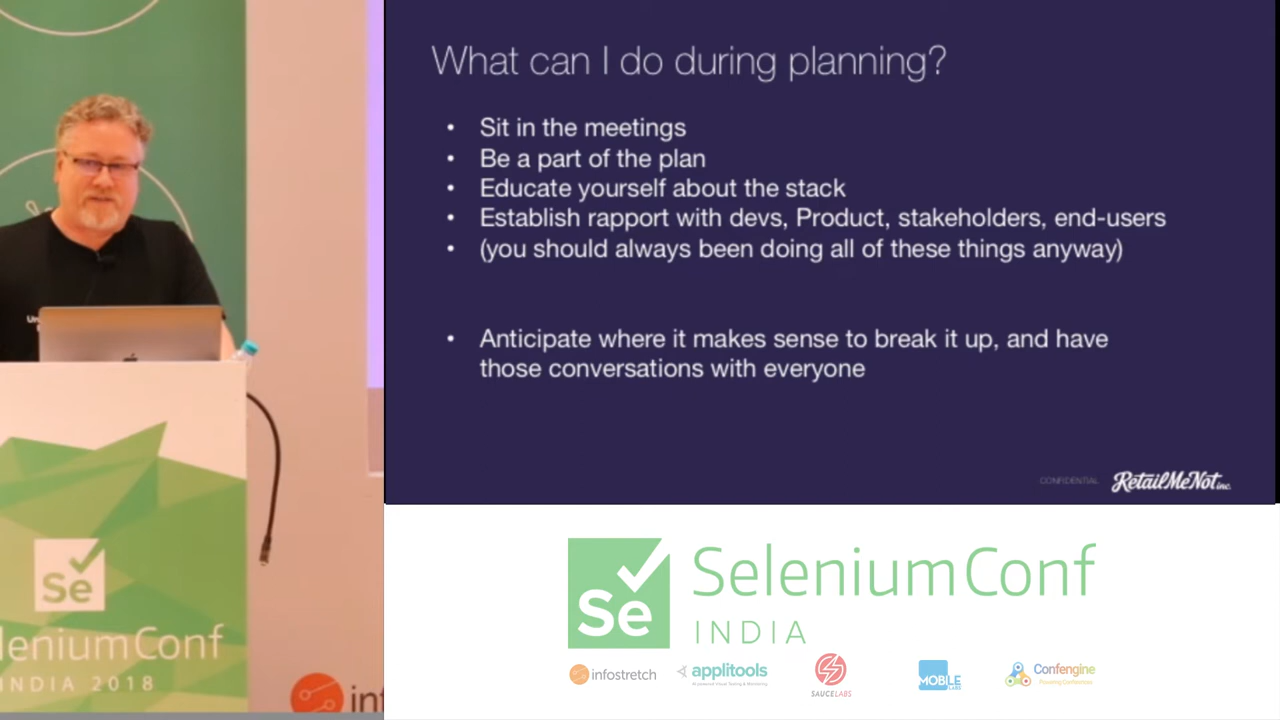 What can I do during planning?
• Sit in the meetings
• Be a part of the plan
• Educate yourself about the stack
• Establish rapport with devs, Product, stakeholders, end-users
• (you should always been doing all of these things anyway)
• Anticipate where it makes sense to break it up, and have
those conversations with everyone
CONFIDENTIAL RetailMeNot inc.
Se SeleniumConf
INDIA
infostretch applitools SAUCELABS MOBILE LABS Confengine
Se
leniumConf
INDIA 2018
inf